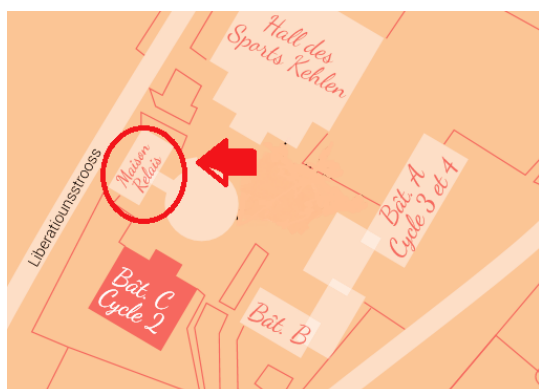 Hall des
Sports Kehlen
Maison
Relais
Liberatiounsstrooss
Bât. A
Cycle 3 et 4
Bât. C
Cycle 2
Bât. B